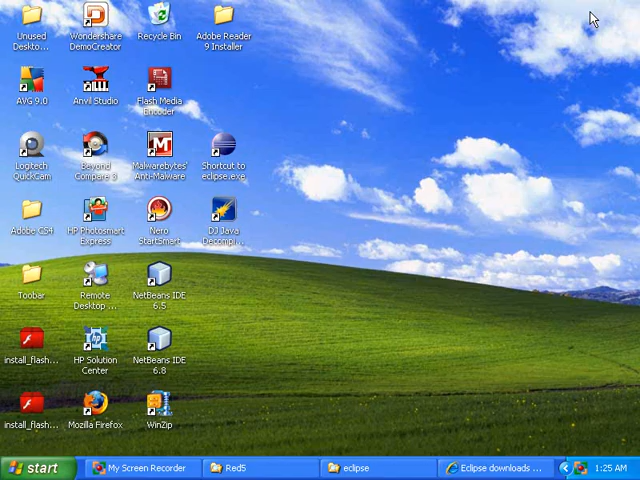 Unused
Deskto...
Wondershare
DemoCreator
Recycle Bin
Adobe Reader
9 Installer
AVG 9.0
Anvil Studio
Flash Media
Encoder
Logitech
QuickCam
Beyond
Compare 3
Malwarebytes'
Anti-Malware
Shortcut to
eclipse.exe
Adobe CS4
HP Photosmart
Express
Nero
StartSmart
DJ Java
Decompi...
Toobar
Remote
Desktop ...
NetBeans IDE
6.5
install_flash...
HP Solution
Center
NetBeans IDE
6.8
install_flash...
Mozilla Firefox
WinZip
start
My Screen Recorder
Red5
eclipse
Eclipse downloads ...
1:25 AM